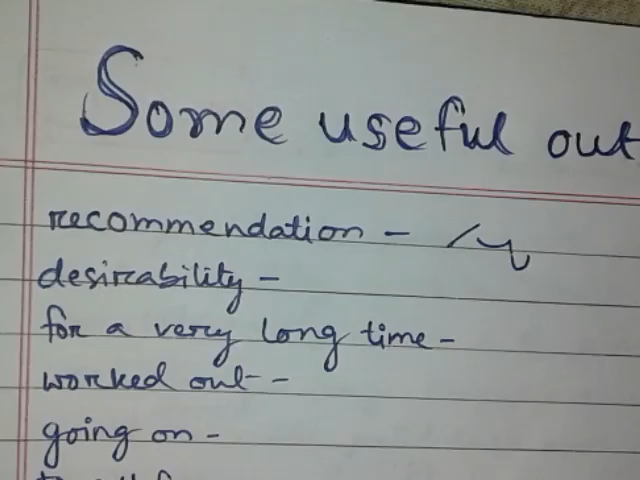 Some useful out
recommendation -
desirability -
for a very long time -
worked out -
going on -